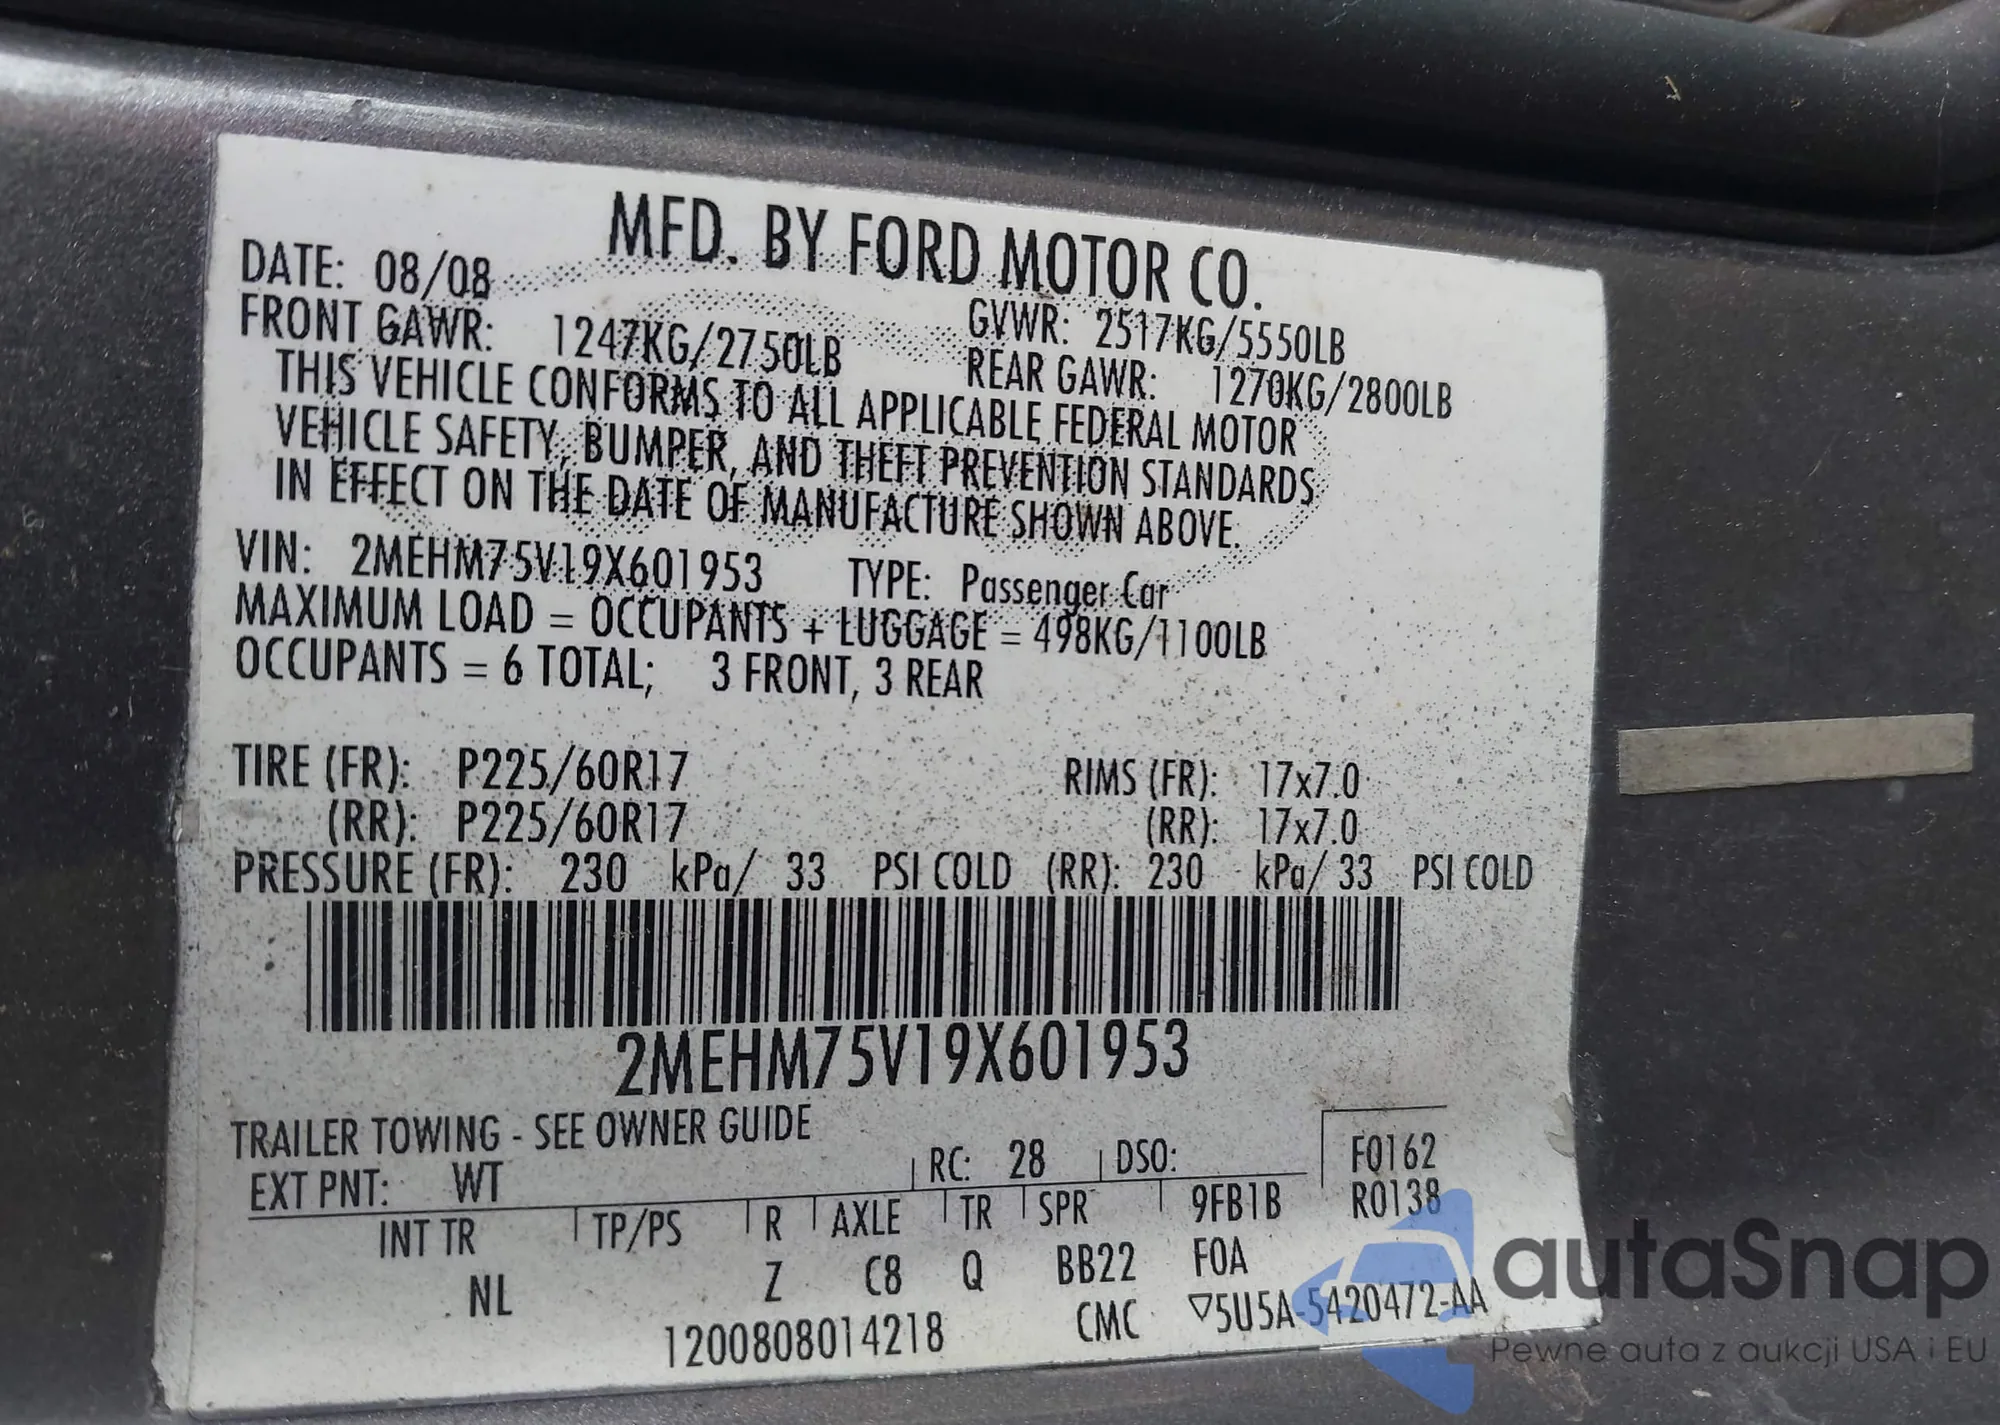 MFD. BY FORD MOTOR CO.
DATE: 08/08
GVWR: 2517KG/5550LB
FRONT GAWR: 1247KG/2750LB
REAR GAWR: 1270KG/2800LB
THIS VEHICLE CONFORMS TO ALL APPLICABLE FEDERAL MOTOR
VEHICLE SAFETY, BUMPER, AND THEFT PREVENTION STANDARDS
IN EFFECT ON THE DATE OF MANUFACTURE SHOWN ABOVE.
VIN: 2MEHM75V19X601953 TYPE: Passenger Car
MAXIMUM LOAD = OCCUPANTS + LUGGAGE = 498KG/1100LB
OCCUPANTS = 6 TOTAL; 3 FRONT, 3 REAR
TIRE (FR): P225/60R17 RIMS (FR): 17x7.0
(RR): P225/60R17 (RR): 17x7.0
PRESSURE (FR): 230 kPa/ 33 PSI COLD (RR): 230 kPa/ 33 PSI COLD
2MEHM75V19X601953
TRAILER TOWING - SEE OWNER GUIDE
EXT PNT: WT RC: 28 DSO: F0162
INT TR TP/PS R AXLE TR SPR 9FB1B R0138
NL Z C8 Q BB22 F0A
1200808014218 CMC ▽5U5A-5420472-AA
autaSnap
Pewne auta z aukcji USA i EU